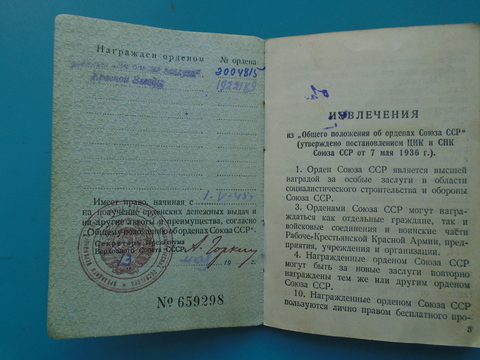 Награжден орденом № ордена
2004815
Красной Звезды 1922189
Имеет право, начиная с 1-V-45 г.
на получение орденских денежных выдач и
на другие льготы и преимущества, согласно
„Общему положению об орденах Союза ССР“
Секретарь Президиума
Верховного Совета СССР
19 г.
№ 659298
ИЗВЛЕЧЕНИЯ
из „Общего положения об орденах Союза ССР“
(утверждено постановлением ЦИК и СНК
Союза ССР от 7 мая 1936 г.).
1. Орден Союза ССР является высшей
наградой за особые заслуги в области
социалистического строительства и обороны
Союза ССР.
3. Орденами Союза ССР могут награж-
даться как отдельные граждане, так и
войсковые соединения и воинские части
Рабоче-Крестьянской Красной Армии, пред-
приятия, учреждения и организации.
4. Награжденные орденом Союза ССР
могут быть за новые заслуги повторно
награждены тем же или другим орденом
Союза ССР.
10. Награжденные орденом Союза ССР
пользуются лично правом бесплатного про-